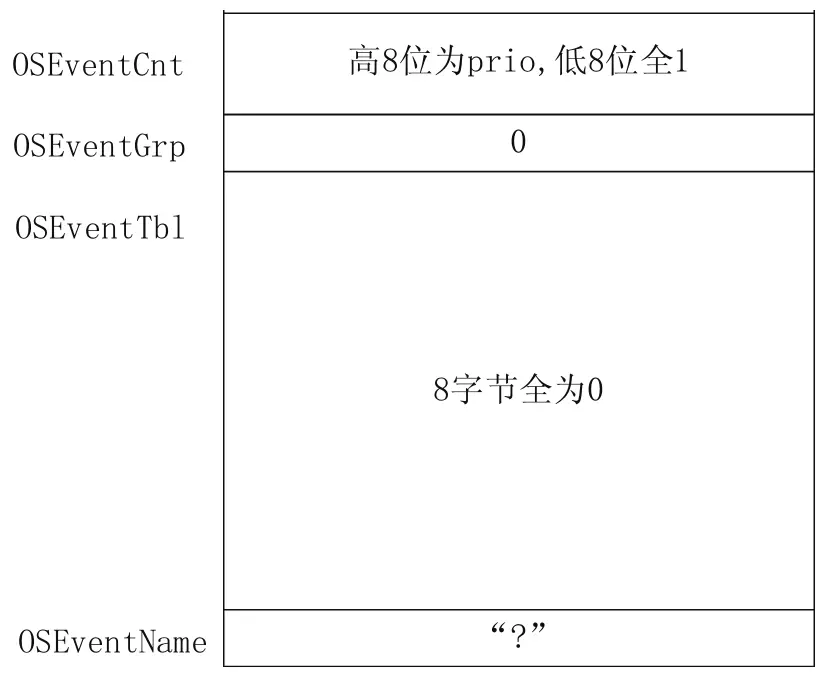 OSEventCnt 高8位为prio,低8位全1
OSEventGrp 0
OSEventTbl
8字节全为0
OSEventName “?”